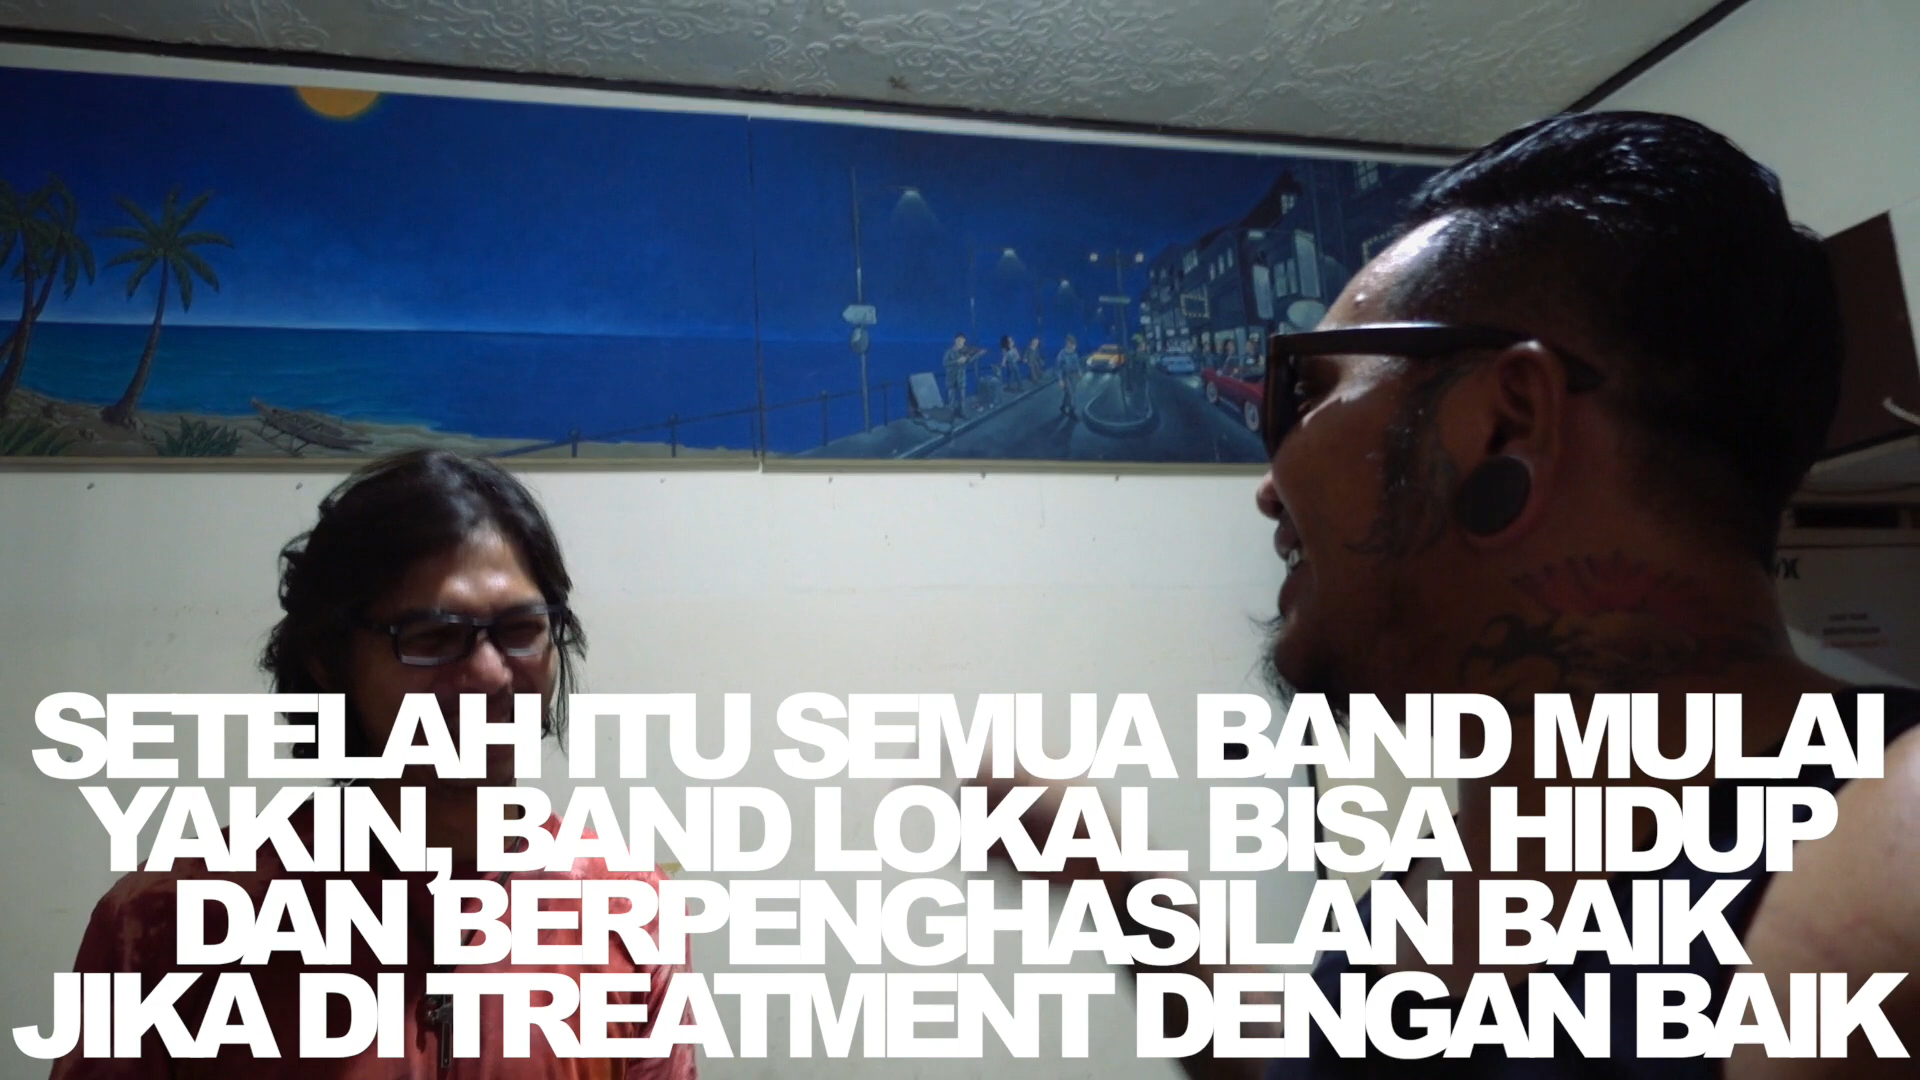 SETELAH ITU SEMUA BAND MULAI
YAKIN, BAND LOKAL BISA HIDUP
DAN BERPENGHASILAN BAIK
JIKA DI TREATMENT DENGAN BAIK